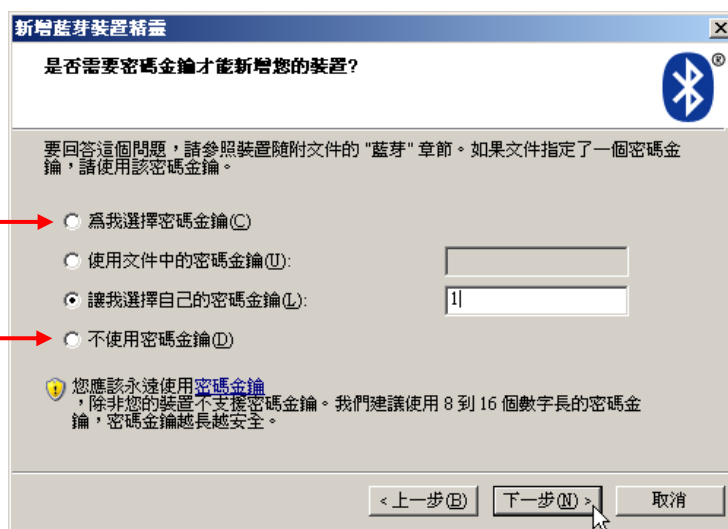 新增藍芽裝置精靈
是否需要密碼金鑰才能新增您的裝置?
®
要回答這個問題，請參照裝置隨附文件的 "藍芽" 章節。如果文件指定了一個密碼金
鑰，請使用該密碼金鑰。
為我選擇密碼金鑰(C)
使用文件中的密碼金鑰(U):
讓我選擇自己的密碼金鑰(L): 1
不使用密碼金鑰(D)
您應該永遠使用密碼金鑰
，除非您的裝置不支援密碼金鑰。我們建議使用 8 到 16 個數字長的密碼金
鑰，密碼金鑰越長越安全。
<上一步(B) 下一步(N)> 取消